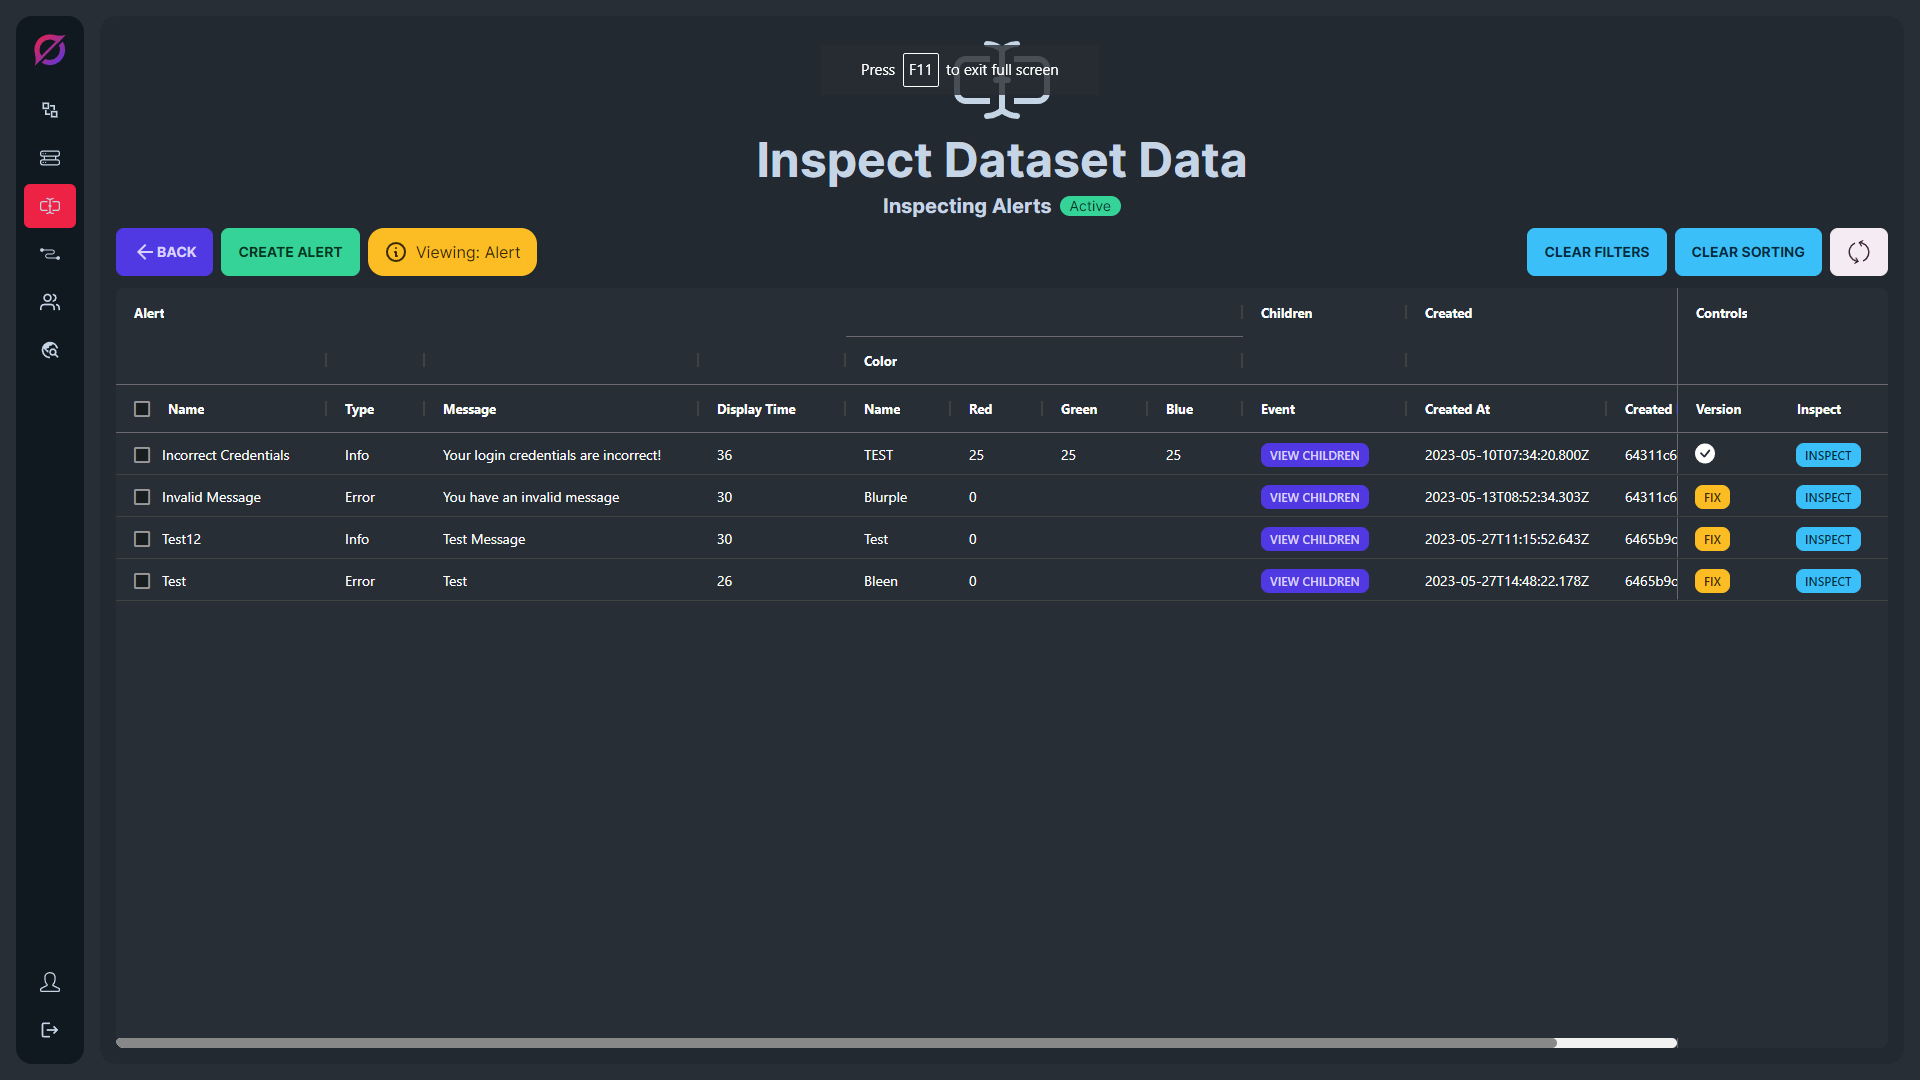 Press F11 to exit full screen
Inspect Dataset Data
Inspecting Alerts Active
BACK CREATE ALERT Viewing: Alert CLEAR FILTERS CLEAR SORTING
Alert Children Created Controls
Color
Name Type Message Display Time Name Red Green Blue Event Created At Created Version Inspect
Incorrect Credentials Info Your login credentials are incorrect! 36 TEST 25 25 25 VIEW CHILDREN 2023-05-10T07:34:20.800Z 64311c6 INSPECT
Invalid Message Error You have an invalid message 30 Blurple 0 VIEW CHILDREN 2023-05-13T08:52:34.303Z 64311c6 FIX INSPECT
Test12 Info Test Message 30 Test 0 VIEW CHILDREN 2023-05-27T11:15:52.643Z 6465b9c FIX INSPECT
Test Error Test 26 Bleen 0 VIEW CHILDREN 2023-05-27T14:48:22.178Z 6465b9c FIX INSPECT